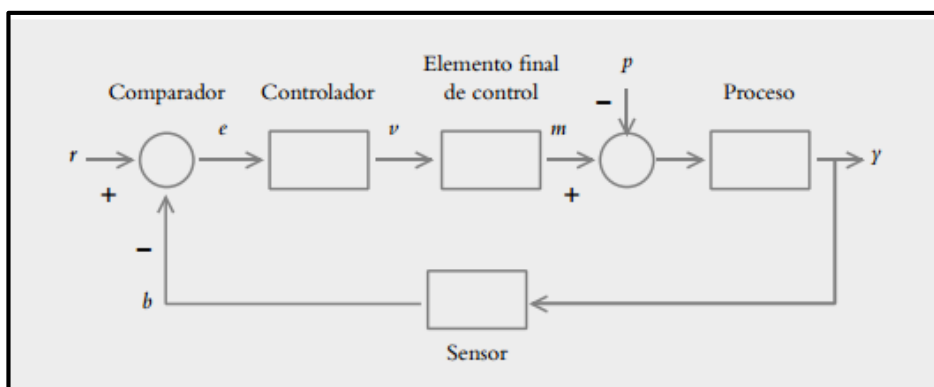 Elemento final
de control
p
Comparador
Controlador
Proceso
−
e
v
m
r
y
+
+
−
b
Sensor